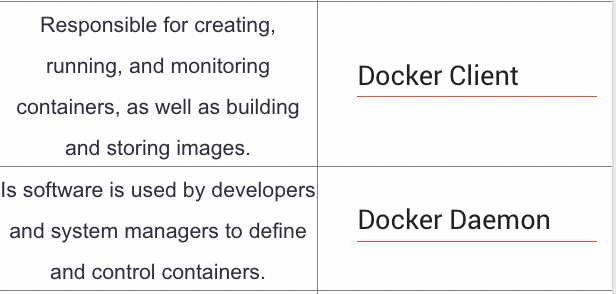 Responsible for creating,
running, and monitoring
containers, as well as building
and storing images.
Docker Client
Is software is used by developers
and system managers to define
and control containers.
Docker Daemon